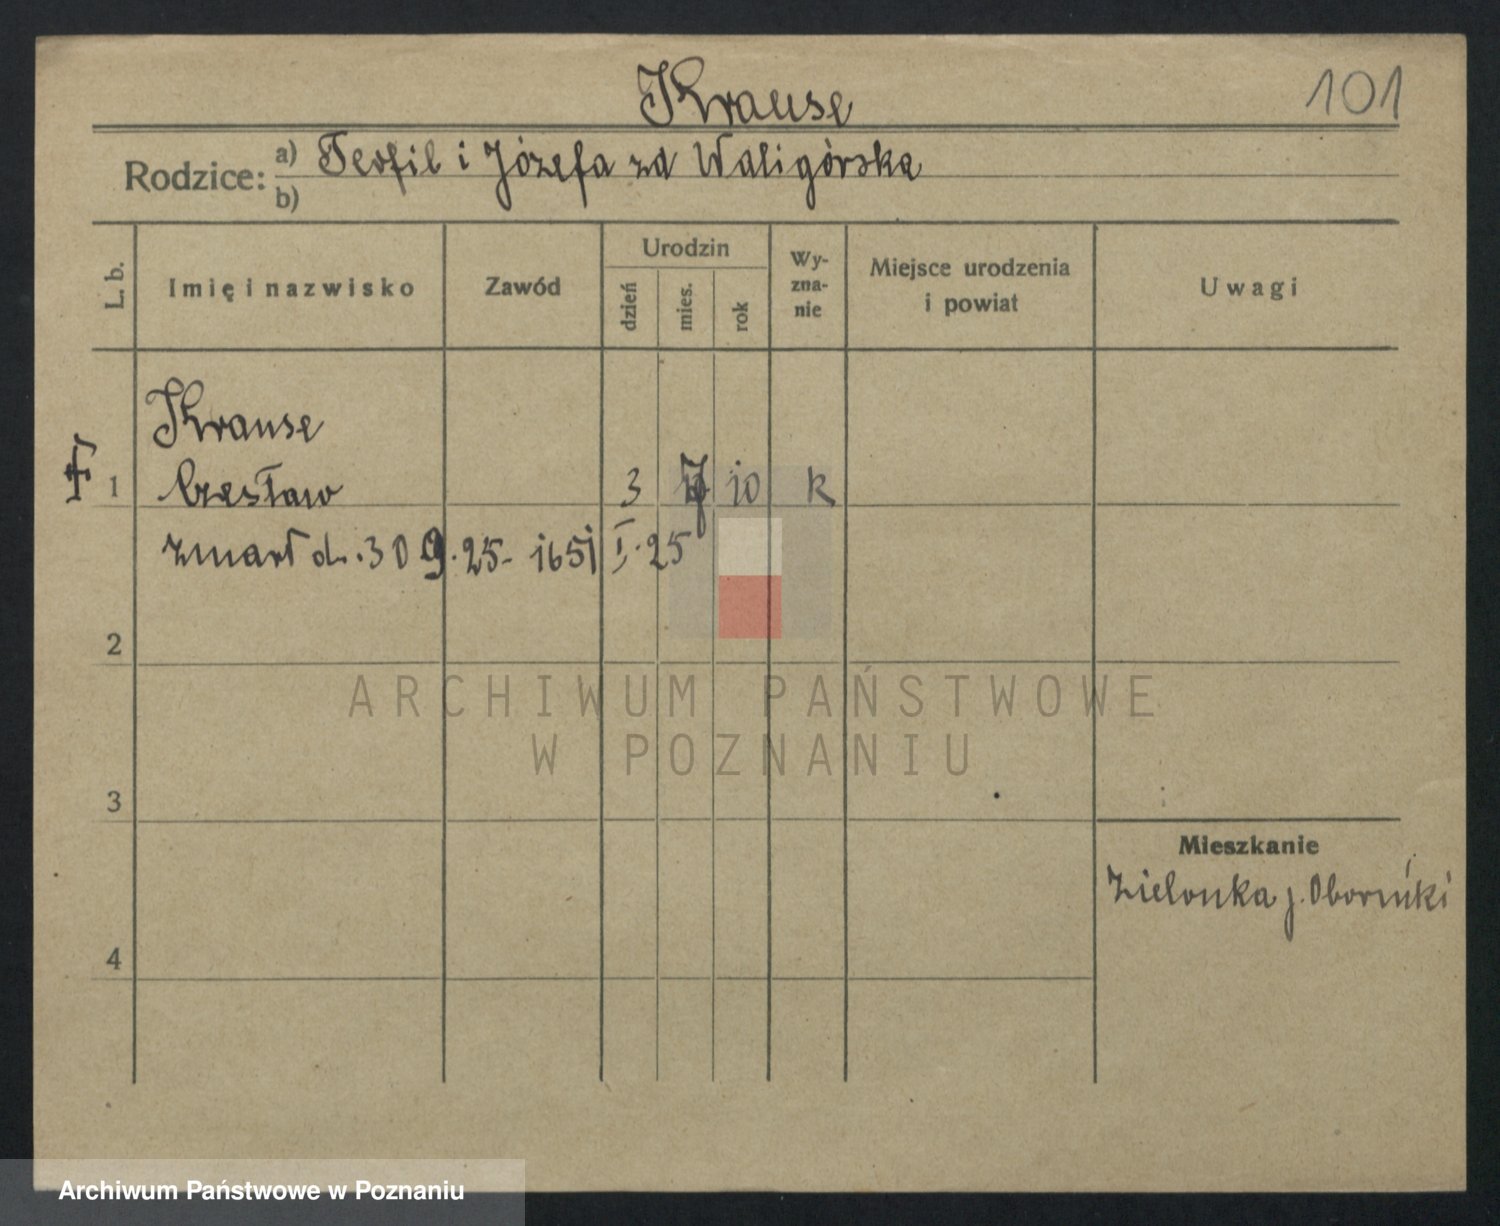 Krause
101
Rodzice:
a) Teofil i Józefa zd Waligórska
b)
L. b.
Imię i nazwisko
Zawód
Urodzin
dzień
mies.
rok
Wy-
zna-
nie
Miejsce urodzenia
i powiat
Uwagi
Krause
1 Czesław 3 7 10 k
zmarł d. 30 9. 25 - 1651 I. 25
2
ARCHIWUM PAŃSTWOWE
W POZNANIU
3
Mieszkanie
Zielonka p. Oborniki
4
Archiwum Państwowe w Poznaniu